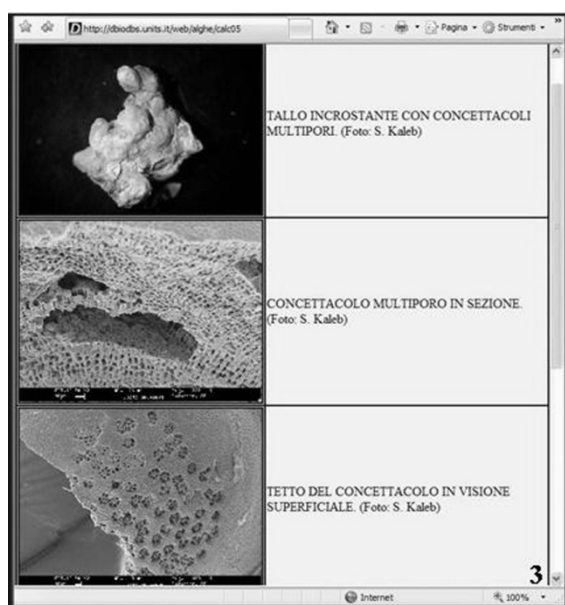 http://dbiodbs.units.it/web/alghe/calc05
Pagina
Strumenti
TALLO INCROSTANTE CON CONCETTACOLI
MULTIPORI. (Foto: S. Kaleb)
CONCETTACOLO MULTIPORO IN SEZIONE.
(Foto: S. Kaleb)
TETTO DEL CONCETTACOLO IN VISIONE
SUPERFICIALE. (Foto: S. Kaleb)
3
Internet
100%